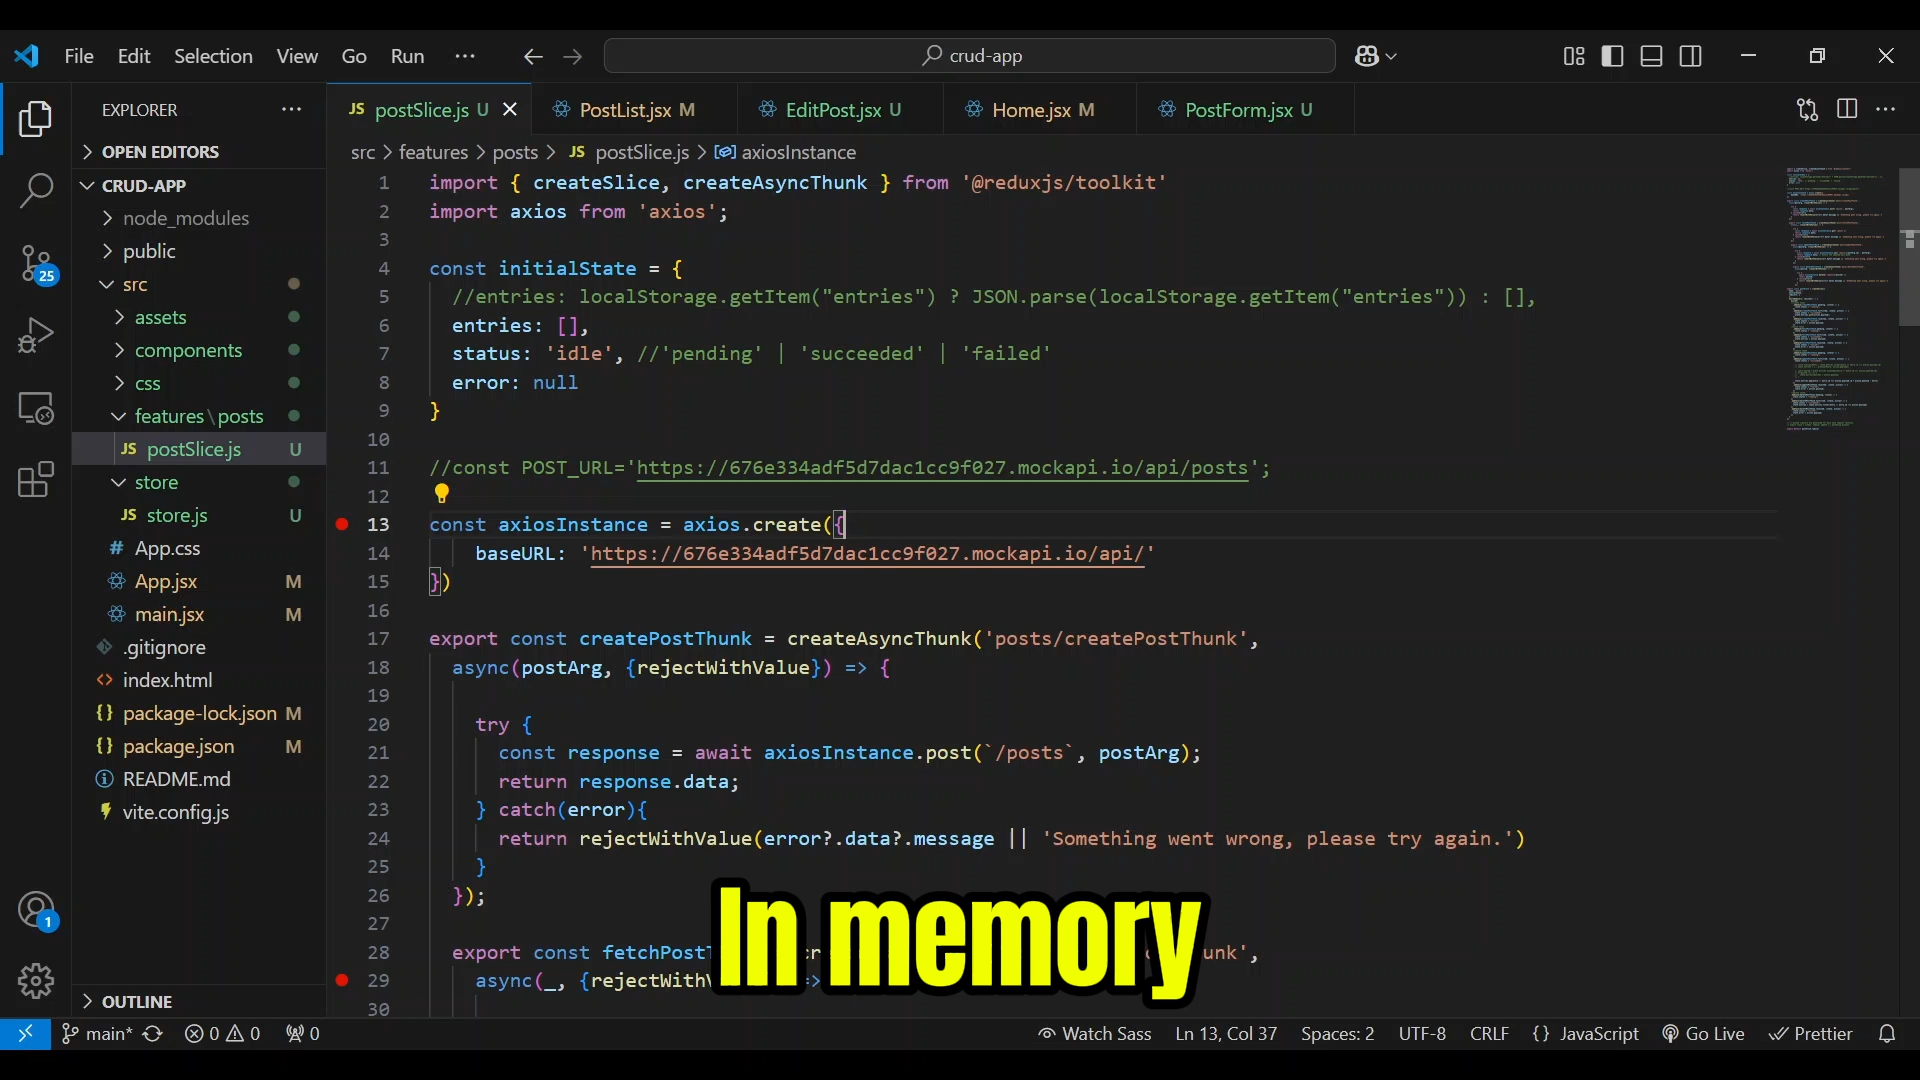 File Edit Selection View Go Run ··· crud-app
EXPLORER ···
OPEN EDITORS
CRUD-APP
node_modules
public
src
assets
components
css
features\posts
JS postSlice.js U
store
JS store.js U
# App.css
App.jsx M
main.jsx M
.gitignore
<> index.html
{} package-lock.json M
{} package.json M
README.md
vite.config.js
OUTLINE
25
1
JS postSlice.js U PostList.jsx M EditPost.jsx U Home.jsx M PostForm.jsx U
src > features > posts > JS postSlice.js > axiosInstance
1 import { createSlice, createAsyncThunk } from '@reduxjs/toolkit'
2 import axios from 'axios';
3
4 const initialState = {
5 //entries: localStorage.getItem("entries") ? JSON.parse(localStorage.getItem("entries")) : [],
6 entries: [],
7 status: 'idle', //'pending' | 'succeeded' | 'failed'
8 error: null
9 }
10
11 //const POST_URL='https://676e334adf5d7dac1cc9f027.mockapi.io/api/posts';
12
13 const axiosInstance = axios.create({
14 baseURL: 'https://676e334adf5d7dac1cc9f027.mockapi.io/api/'
15 })
16
17 export const createPostThunk = createAsyncThunk('posts/createPostThunk',
18 async(postArg, {rejectWithValue}) => {
19
20 try {
21 const response = await axiosInstance.post(`/posts`, postArg);
22 return response.data;
23 } catch(error){
24 return rejectWithValue(error?.data?.message || 'Something went wrong, please try again.')
25 }
26 });
27
28 export const fetchPost
29 async(_, {rejectWith
30
In memory
main* 0 0 0 Watch Sass Ln 13, Col 37 Spaces: 2 UTF-8 CRLF {} JavaScript Go Live Prettier